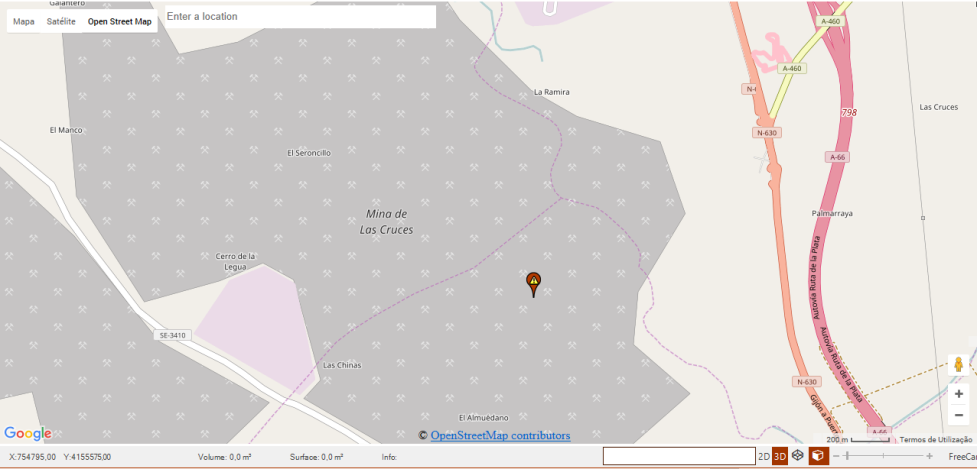 Galantero
Mapa Satélite Open Street Map
Enter a location
A-460
A-460
La Ramira
798
Las Cruces
El Manco
N-630
El Seroncillo
A-66
Mina de
Las Cruces
Palmarraya
Cerro de la
Legua
Autovía Ruta de la Plata
SE-3410
Autovía Ruta de la Plata
Las Chinas
N-630
El Almuédano
Gijón a
A-66
Google
© OpenStreetMap contributors
200 m
Termos de Utilização
X:754795,00 Y:4155575,00 Volume: 0,0 m³ Surface: 0,0 m² Info: 2D 3D